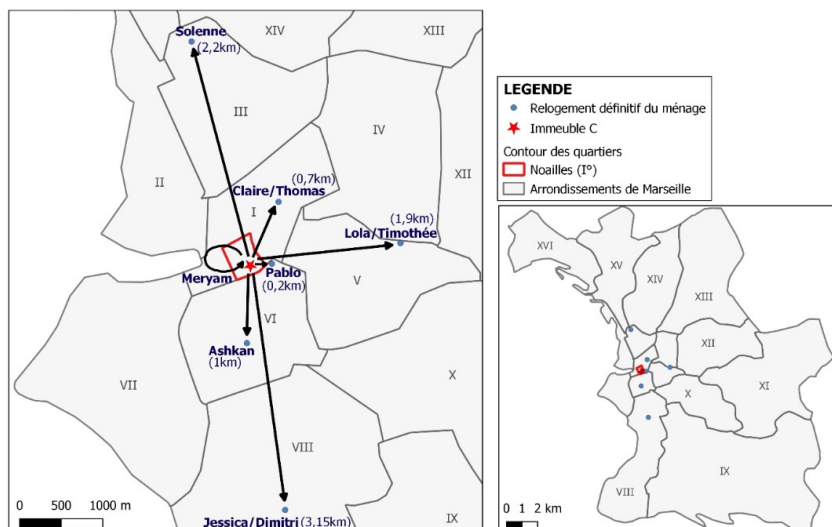 Solenne
(2,2km)
XIV
XIII
III
IV
II
XII
Claire/Thomas
(0,7km)
I
Lola/Timothée
(1,9km)
Meryam
Pablo
(0,2km)
V
VI
Ashkan
(1km)
VII
X
VIII
IX
Jessica/Dimitri (3,15km)
0 500 1000 m
LEGENDE
Relogement définitif du ménage
Immeuble C
Contour des quartiers
Noailles (I°)
Arrondissements de Marseille
XVI
XV
XIV
XIII
XII
XI
X
IX
VIII
0 1 2 km